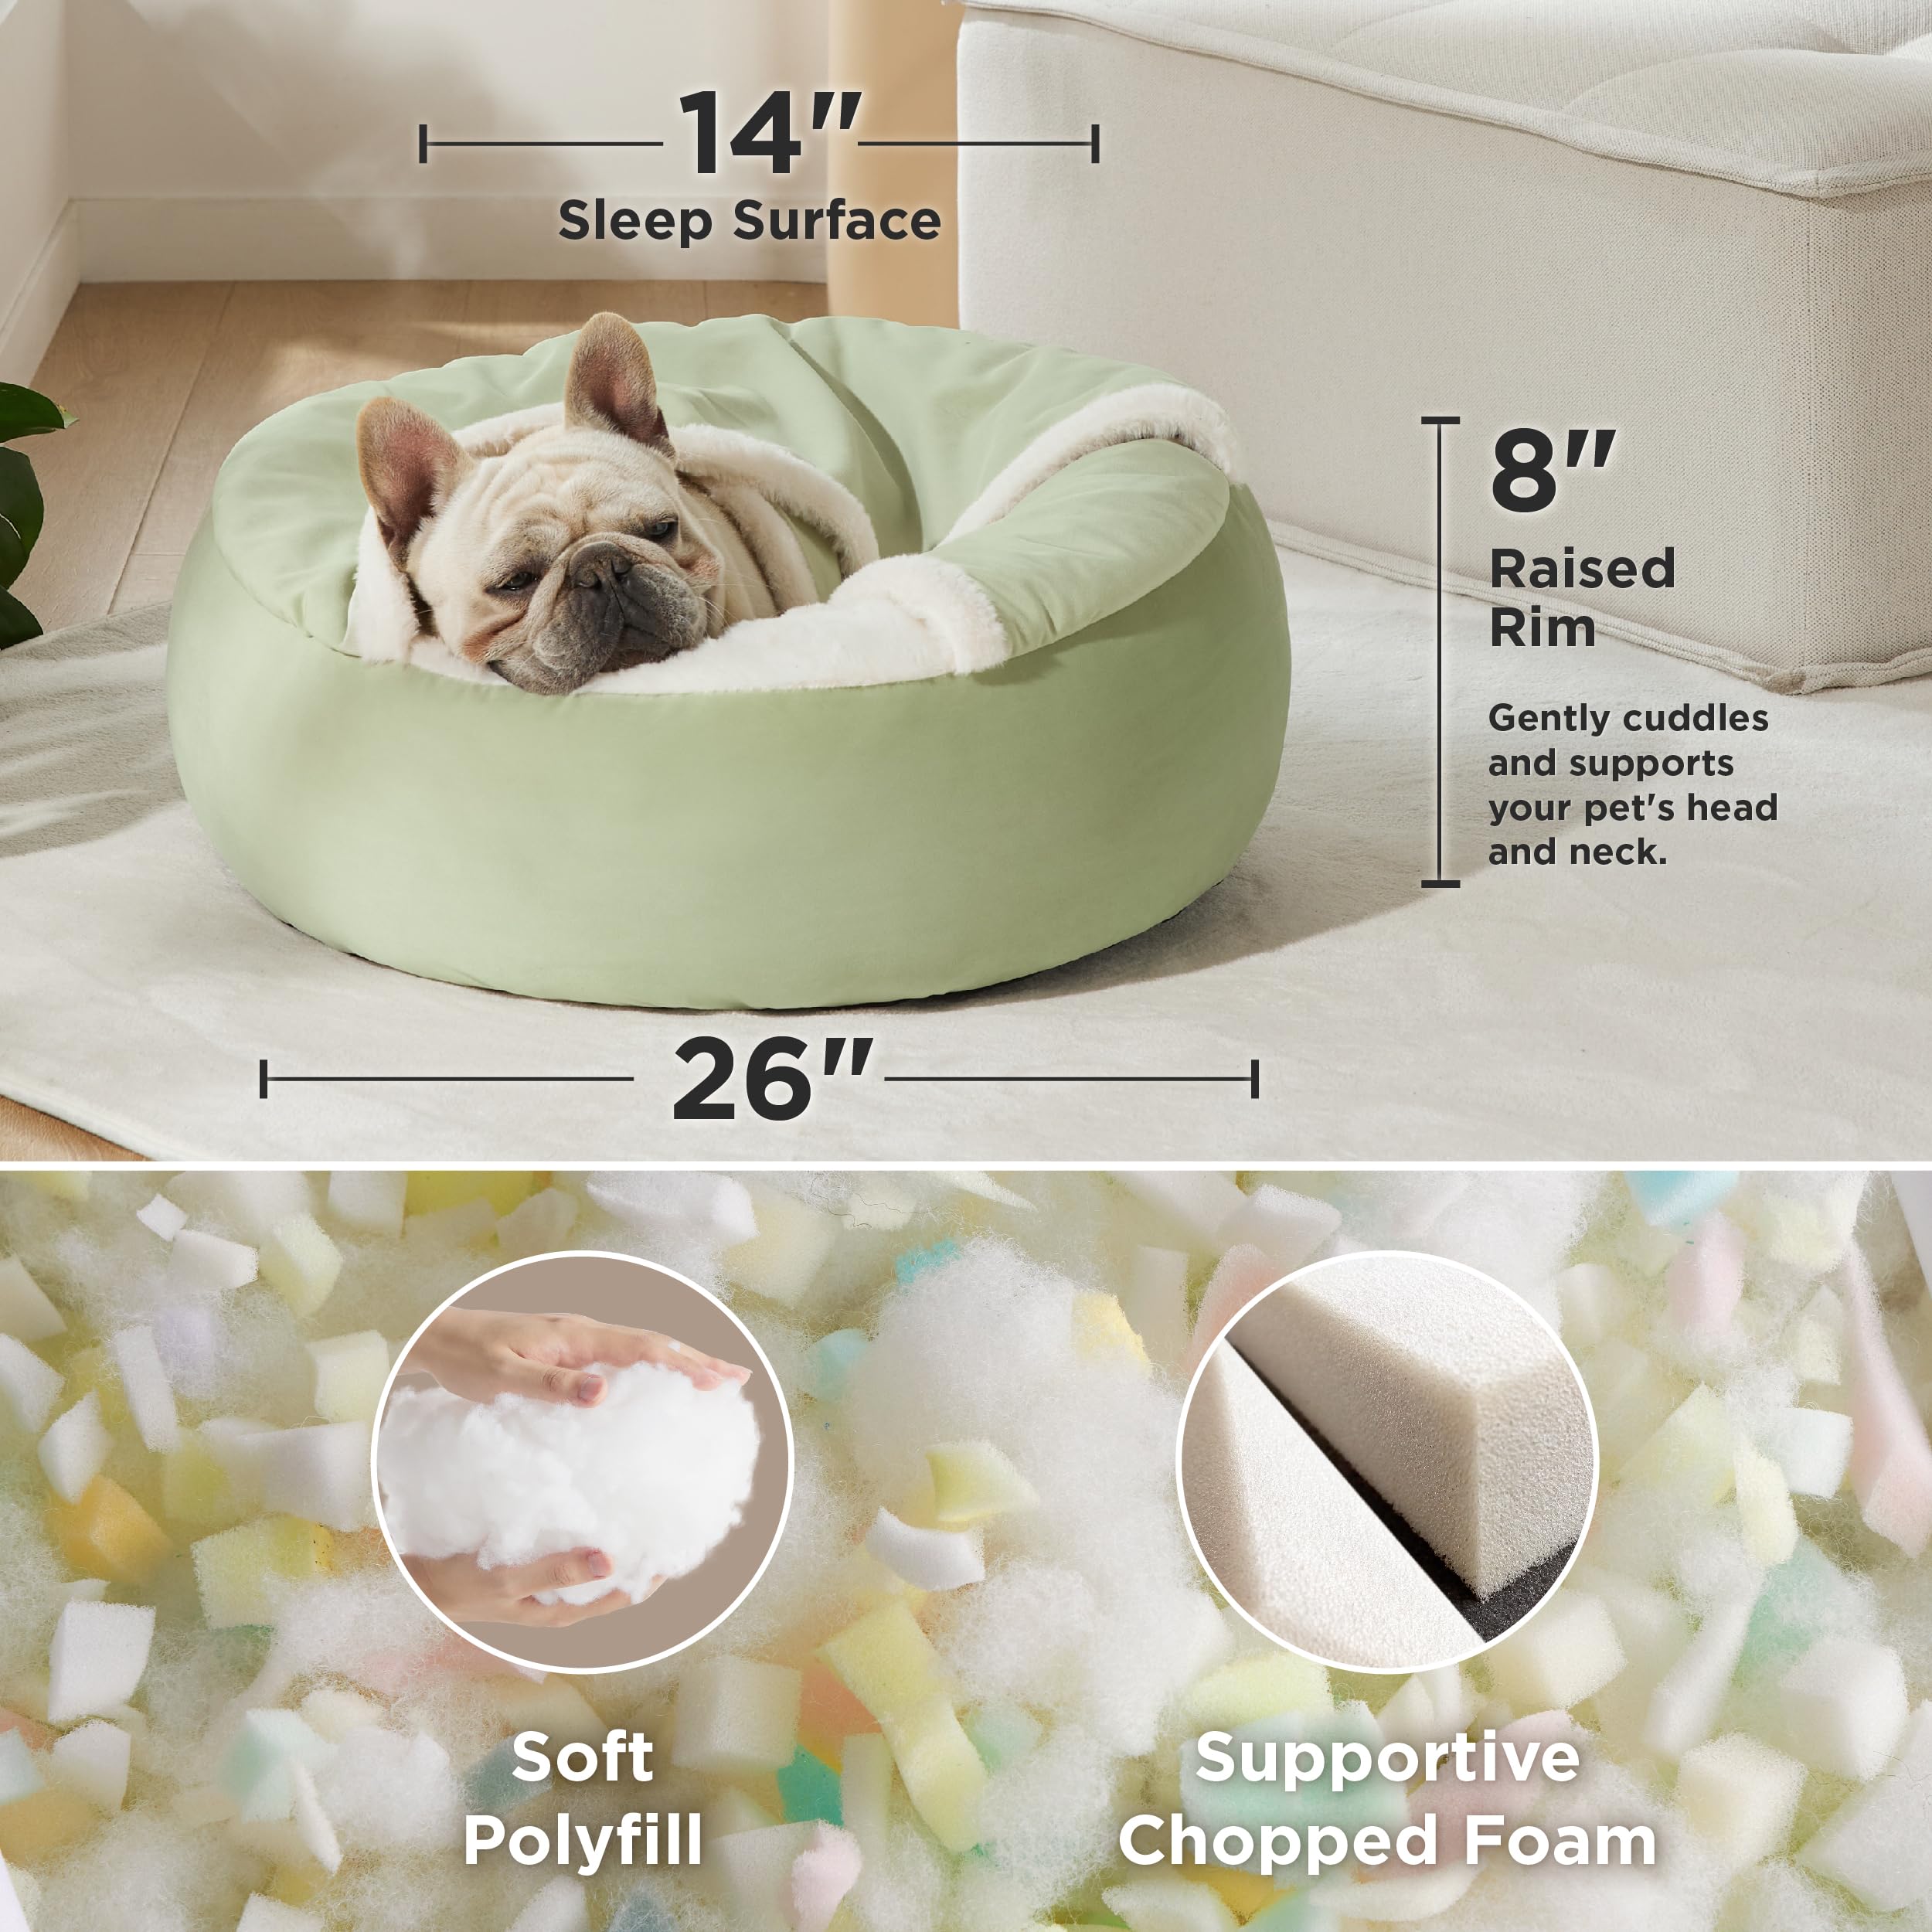 14"
Sleep Surface
8"
Raised
Rim
Gently cuddles
and supports
your pet's head
and neck.
26"
Soft
Polyfill
Supportive
Chopped Foam